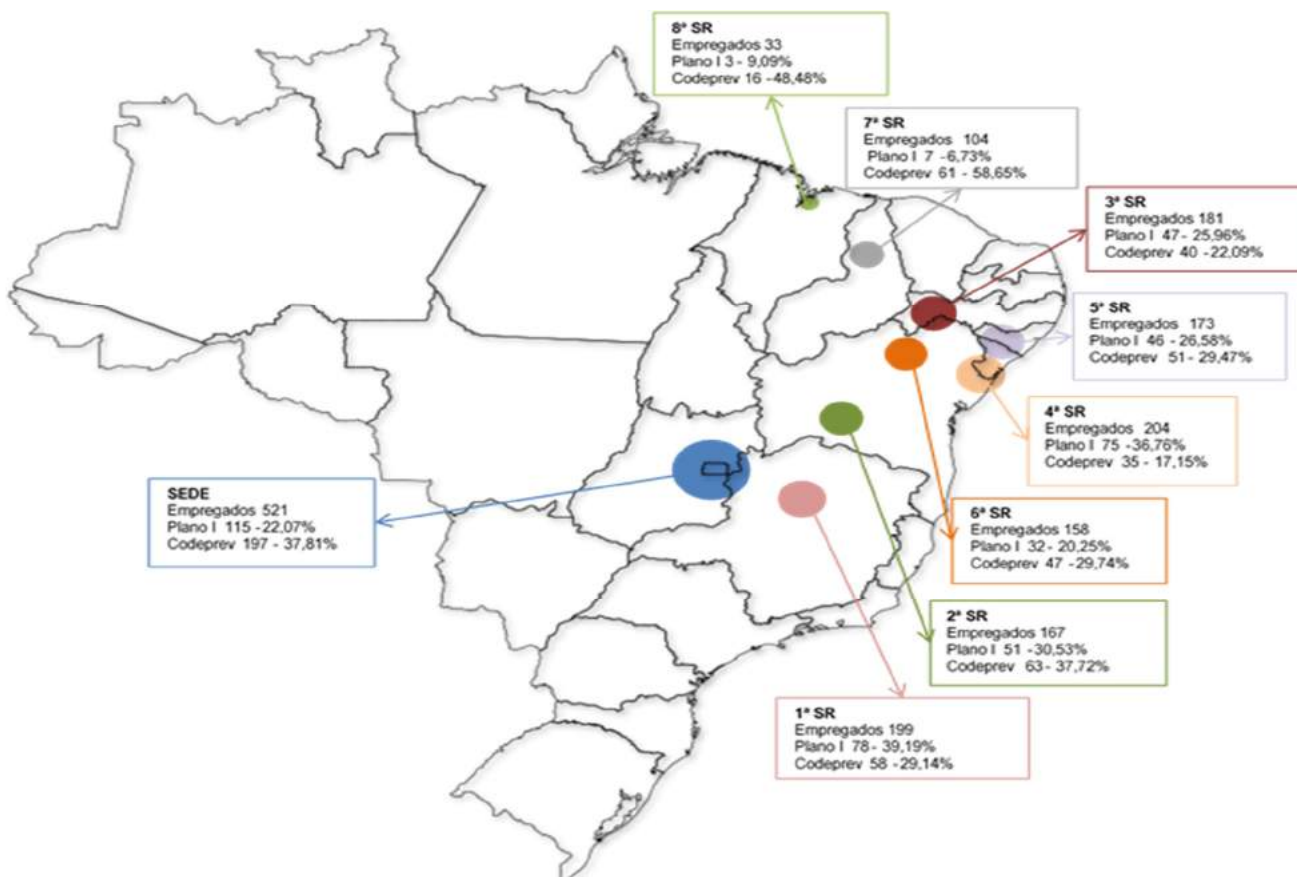 8ª SR
Empregados 33
Plano I 3 - 9,09%
Codeprev 16 - 48,48%
7ª SR
Empregados 104
Plano I 7 - 6,73%
Codeprev 61 - 58,65%
3ª SR
Empregados 181
Plano I 47 - 25,96%
Codeprev 40 - 22,09%
5ª SR
Empregados 173
Plano I 46 - 26,58%
Codeprev 51 - 29,47%
4ª SR
Empregados 204
Plano I 75 - 36,76%
Codeprev 35 - 17,15%
SEDE
Empregados 521
Plano I 115 - 22,07%
Codeprev 197 - 37,81%
6ª SR
Empregados 158
Plano I 32 - 20,25%
Codeprev 47 - 29,74%
2ª SR
Empregados 167
Plano I 51 - 30,53%
Codeprev 63 - 37,72%
1ª SR
Empregados 199
Plano I 78 - 39,19%
Codeprev 58 - 29,14%